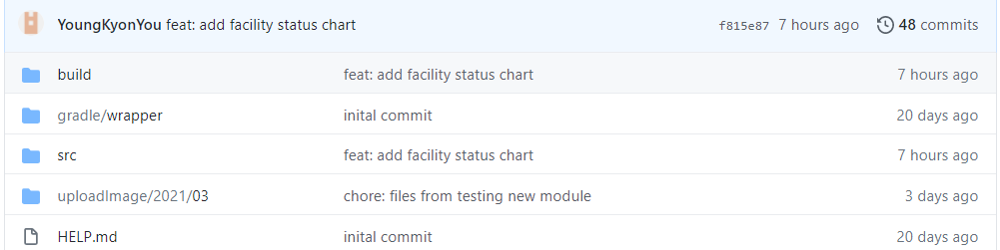 YoungKyonYou feat: add facility status chart f815e87 7 hours ago 48 commits
build feat: add facility status chart 7 hours ago
gradle/wrapper inital commit 20 days ago
src feat: add facility status chart 7 hours ago
uploadImage/2021/03 chore: files from testing new module 3 days ago
HELP.md inital commit 20 days ago